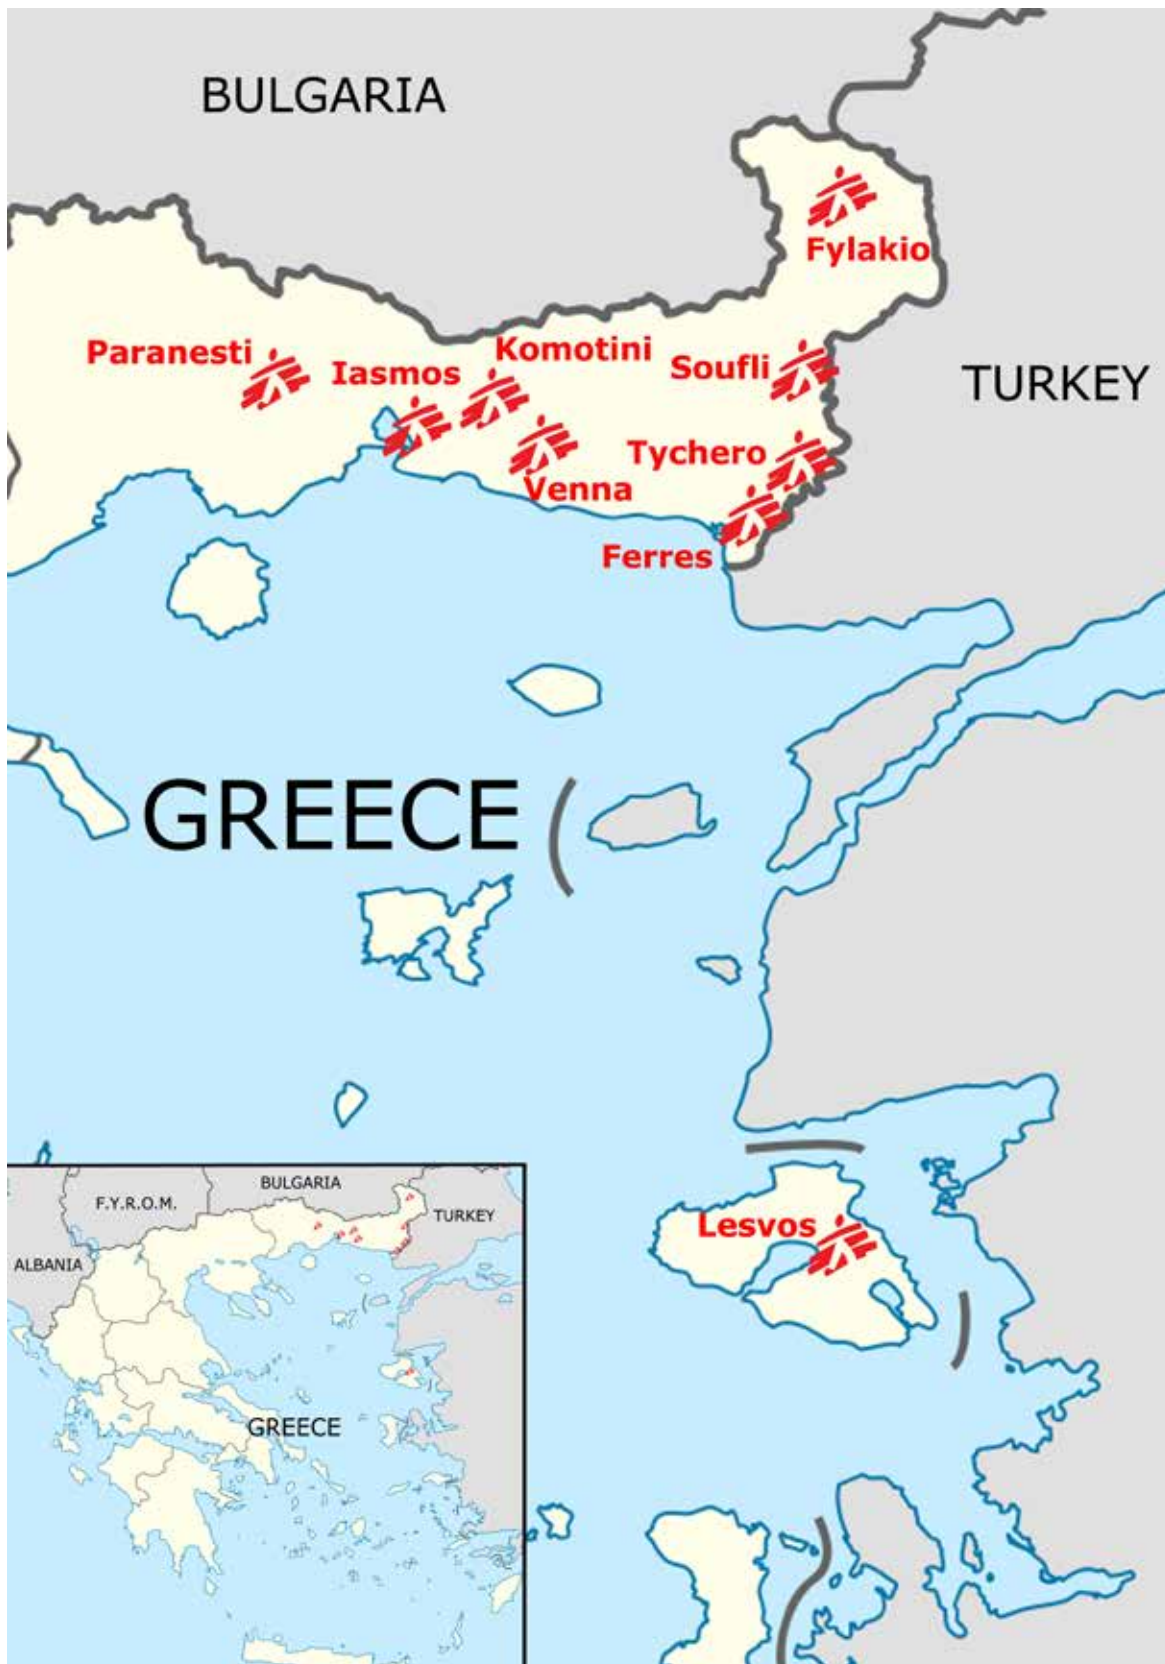 BULGARIA
Fylakio
Komotini
Paranesti
Iasmos
Soufli
TURKEY
Tychero
Venna
Ferres
GREECE
Lesvos
BULGARIA
F.Y.R.O.M.
TURKEY
ALBANIA
GREECE